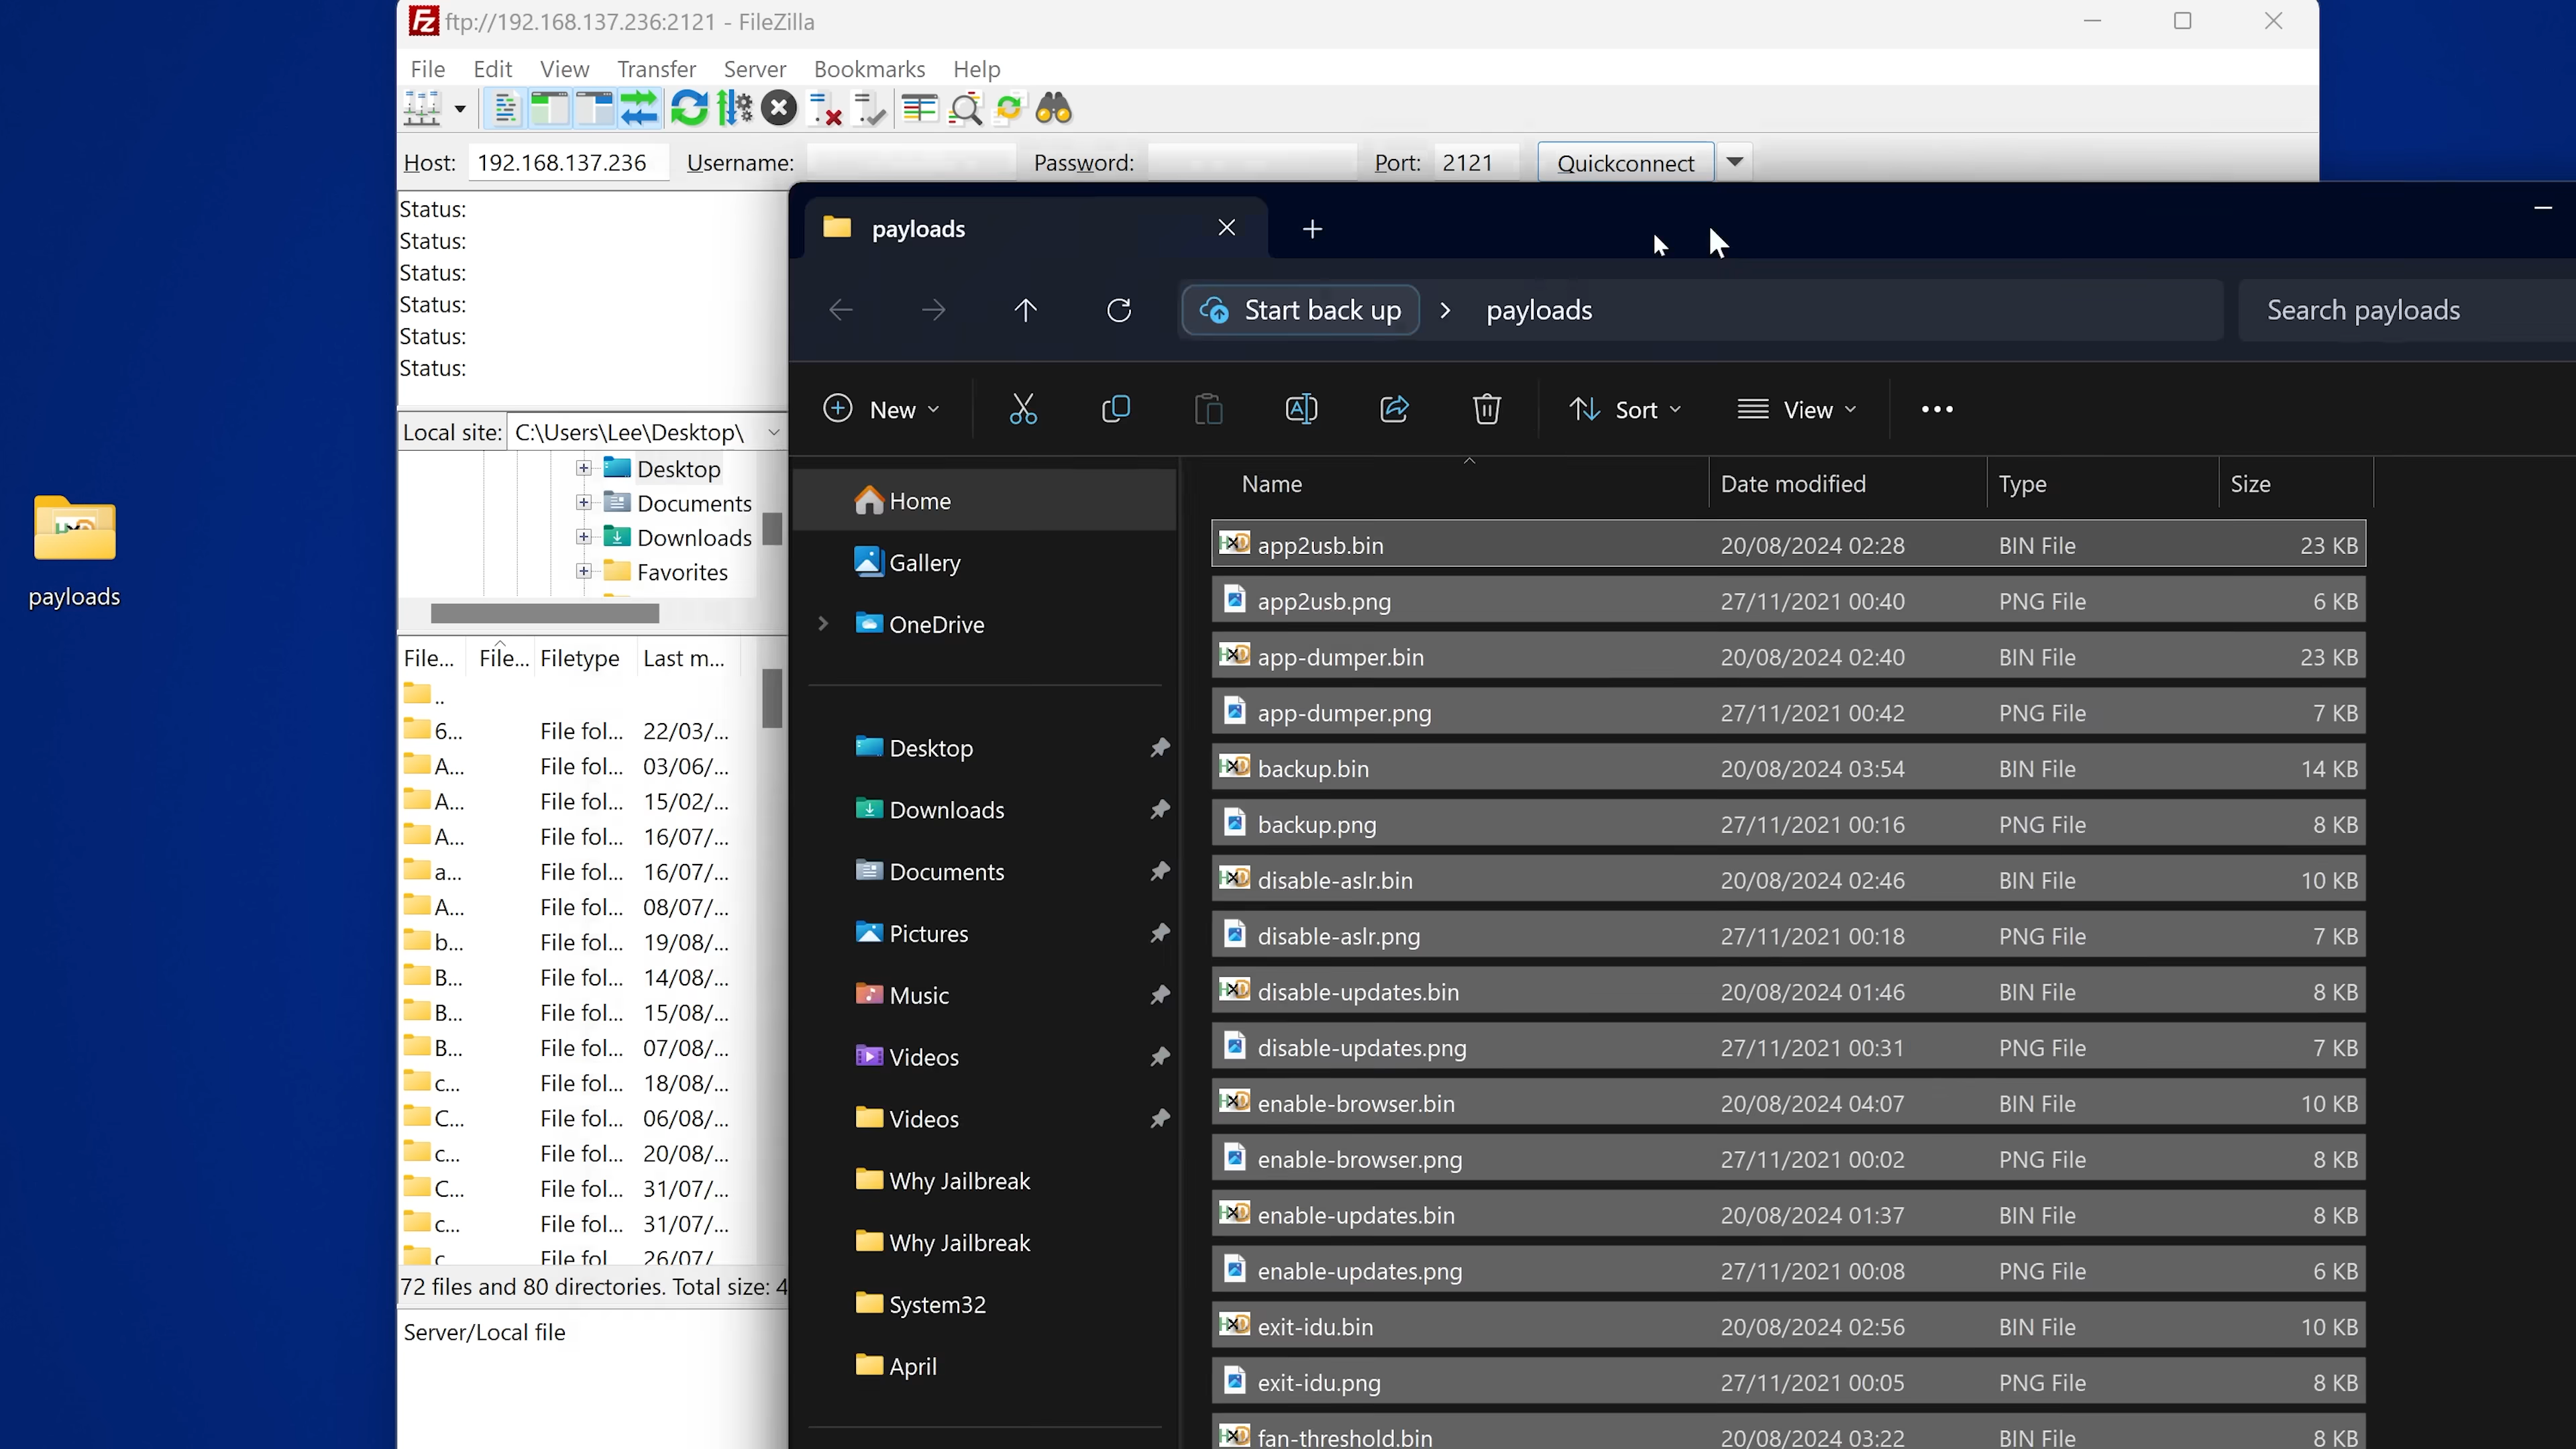 payloads
Fz ftp://192.168.137.236:2121 - FileZilla
File Edit View Transfer Server Bookmarks Help
Host: 192.168.137.236 Username: Password: Port: 2121 Quickconnect
Status:
Status:
Status:
Status:
Status:
Status:
Local site: C:\Users\Lee\Desktop\
Desktop
Documents
Downloads
Favorites
File... File... Filetype Last m...
..
6... File fol... 22/03/...
A... File fol... 03/06/...
A... File fol... 15/02/...
A... File fol... 16/07/...
a... File fol... 16/07/...
A... File fol... 08/07/...
b... File fol... 19/08/...
B... File fol... 14/08/...
B... File fol... 15/08/...
B... File fol... 07/08/...
c... File fol... 18/08/...
C... File fol... 06/08/...
c... File fol... 20/08/...
C... File fol... 31/07/...
c... File fol... 31/07/...
c File fol 26/07/
72 files and 80 directories. Total size: 4
Server/Local file
payloads
Start back up > payloads
Search payloads
New Sort View
Home
Gallery
OneDrive
Desktop
Downloads
Documents
Pictures
Music
Videos
Videos
Why Jailbreak
Why Jailbreak
System32
April
Name Date modified Type Size
app2usb.bin 20/08/2024 02:28 BIN File 23 KB
app2usb.png 27/11/2021 00:40 PNG File 6 KB
app-dumper.bin 20/08/2024 02:40 BIN File 23 KB
app-dumper.png 27/11/2021 00:42 PNG File 7 KB
backup.bin 20/08/2024 03:54 BIN File 14 KB
backup.png 27/11/2021 00:16 PNG File 8 KB
disable-aslr.bin 20/08/2024 02:46 BIN File 10 KB
disable-aslr.png 27/11/2021 00:18 PNG File 7 KB
disable-updates.bin 20/08/2024 01:46 BIN File 8 KB
disable-updates.png 27/11/2021 00:31 PNG File 7 KB
enable-browser.bin 20/08/2024 04:07 BIN File 10 KB
enable-browser.png 27/11/2021 00:02 PNG File 8 KB
enable-updates.bin 20/08/2024 01:37 BIN File 8 KB
enable-updates.png 27/11/2021 00:08 PNG File 6 KB
exit-idu.bin 20/08/2024 02:56 BIN File 10 KB
exit-idu.png 27/11/2021 00:05 PNG File 8 KB
fan-threshold.bin 20/08/2024 03:22 BIN File 8 KB